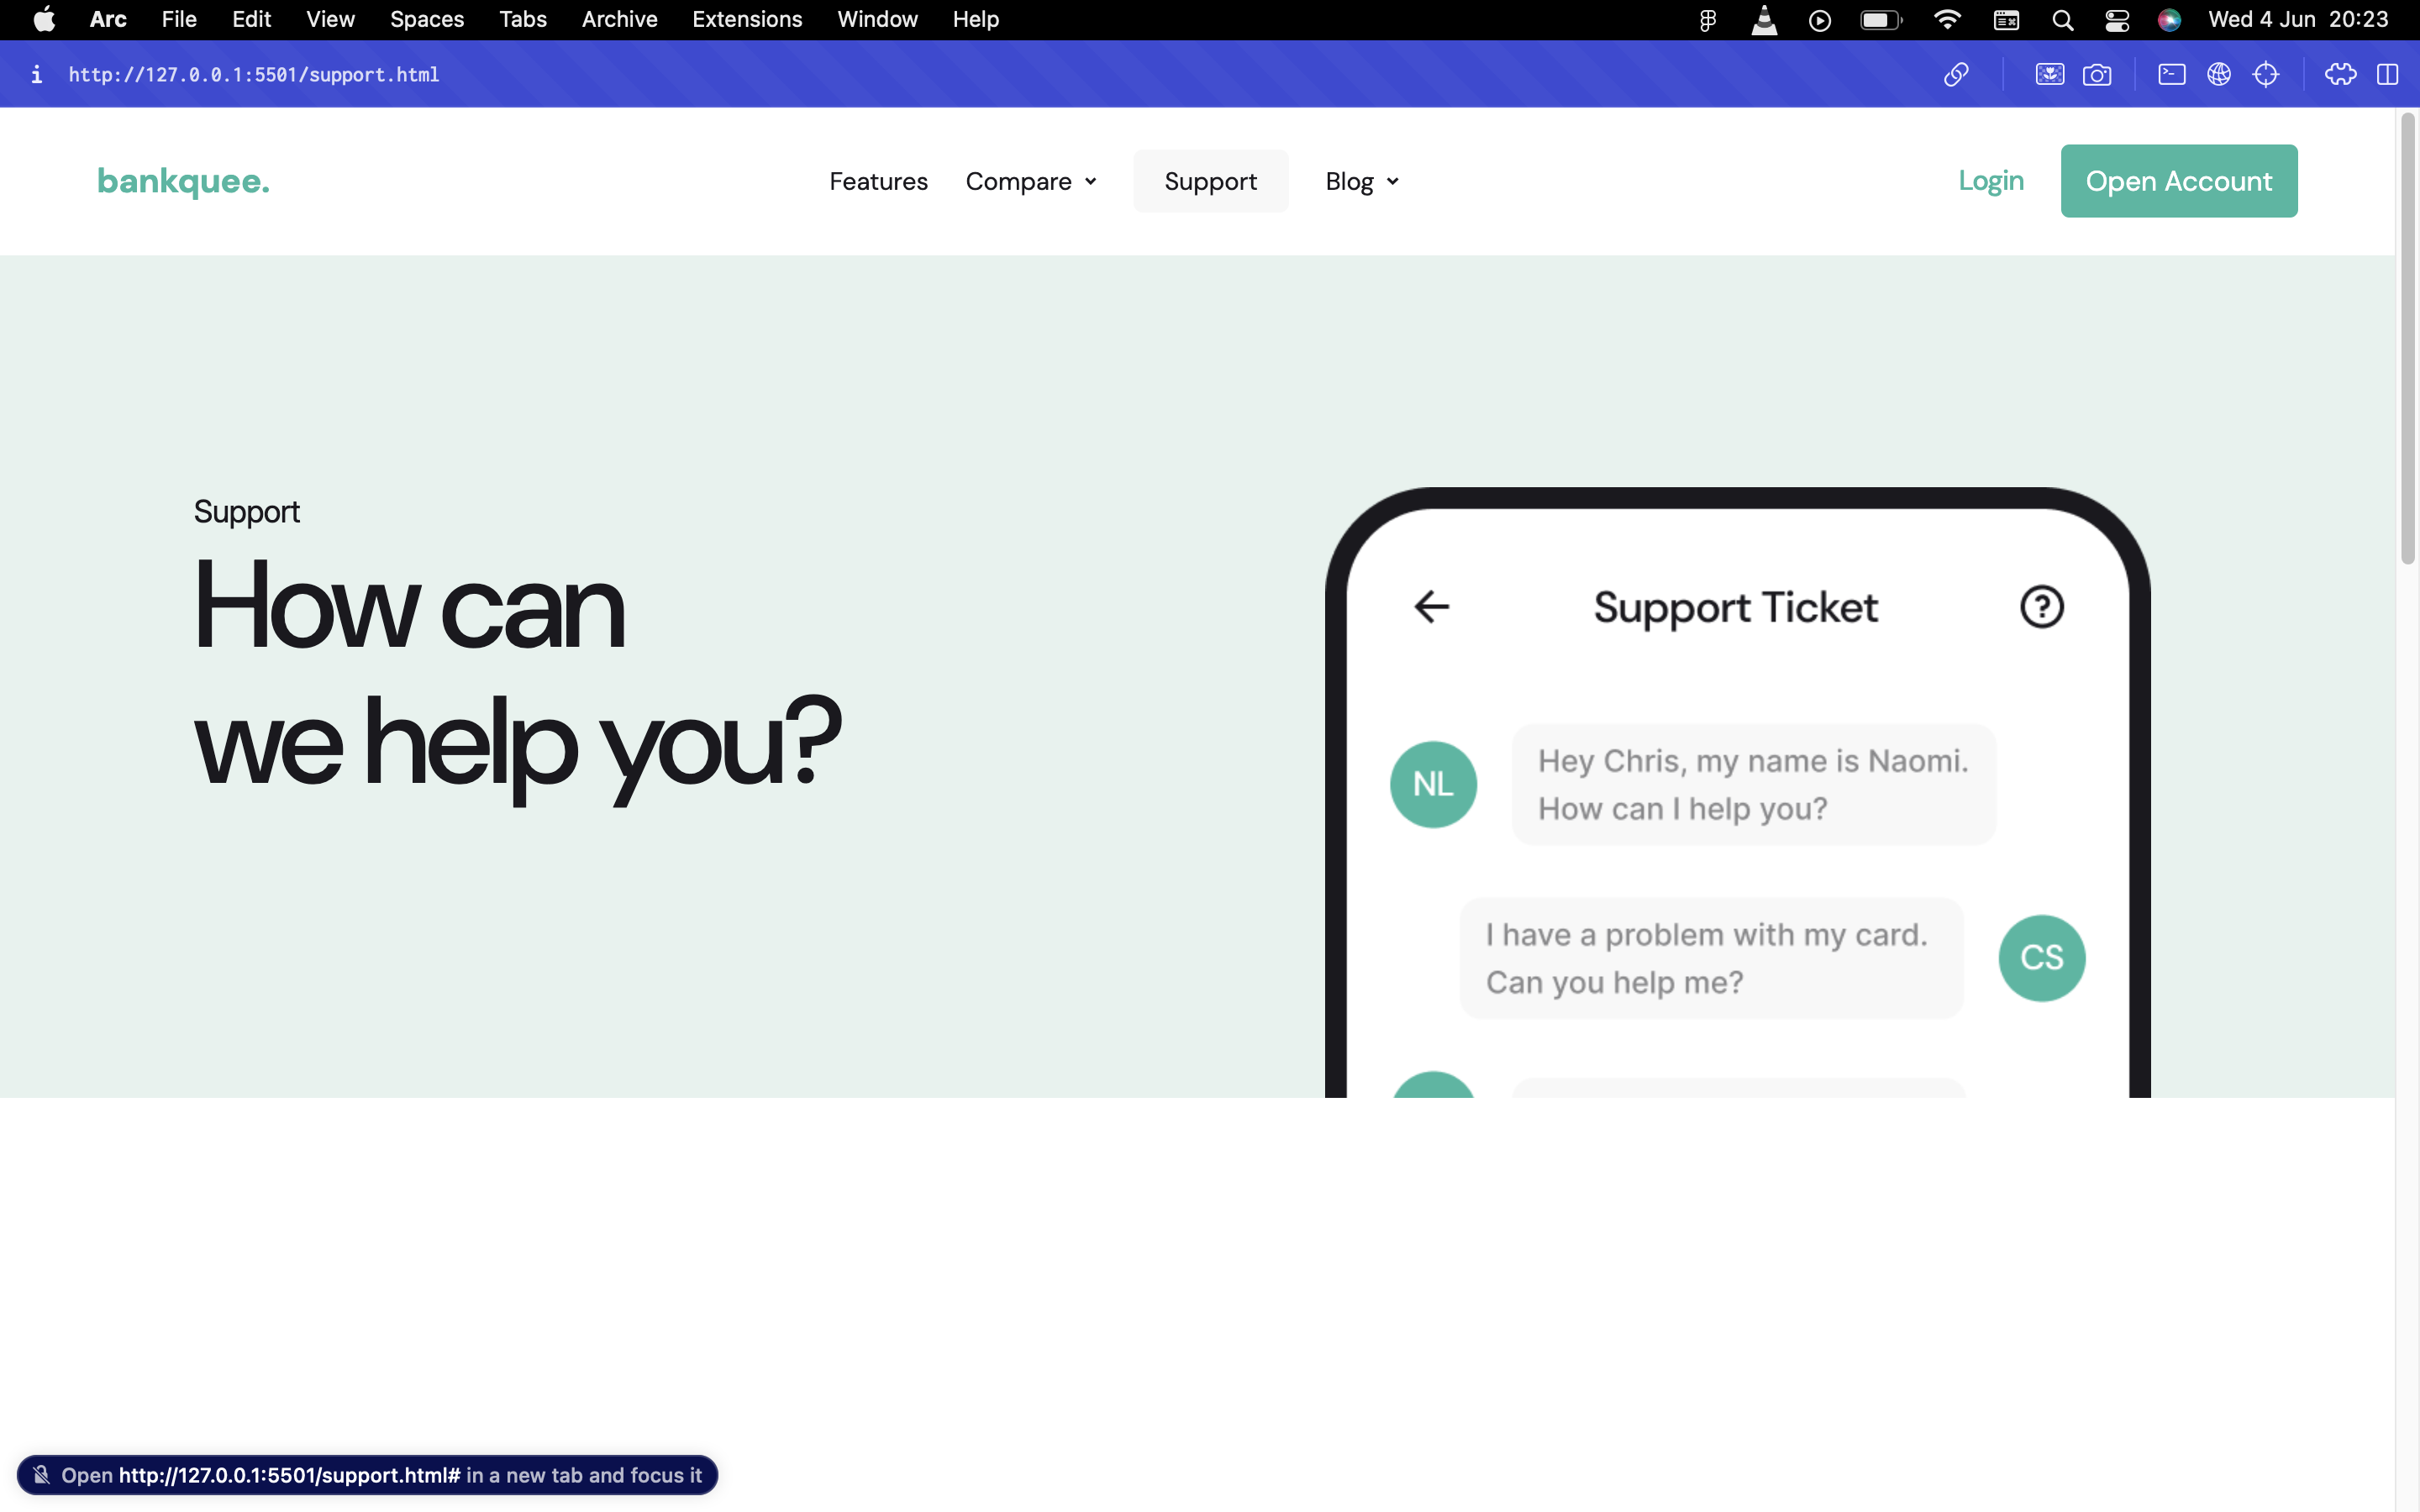 Arc File Edit View Spaces Tabs Archive Extensions Window Help Wed 4 Jun 20:23
http://127.0.0.1:5501/support.html
bankquee. Features Compare Support Blog Login Open Account
Support
How can
we help you?
Support Ticket
NL
Hey Chris, my name is Naomi.
How can I help you?
I have a problem with my card.
Can you help me?
CS
Open http://127.0.0.1:5501/support.html# in a new tab and focus it